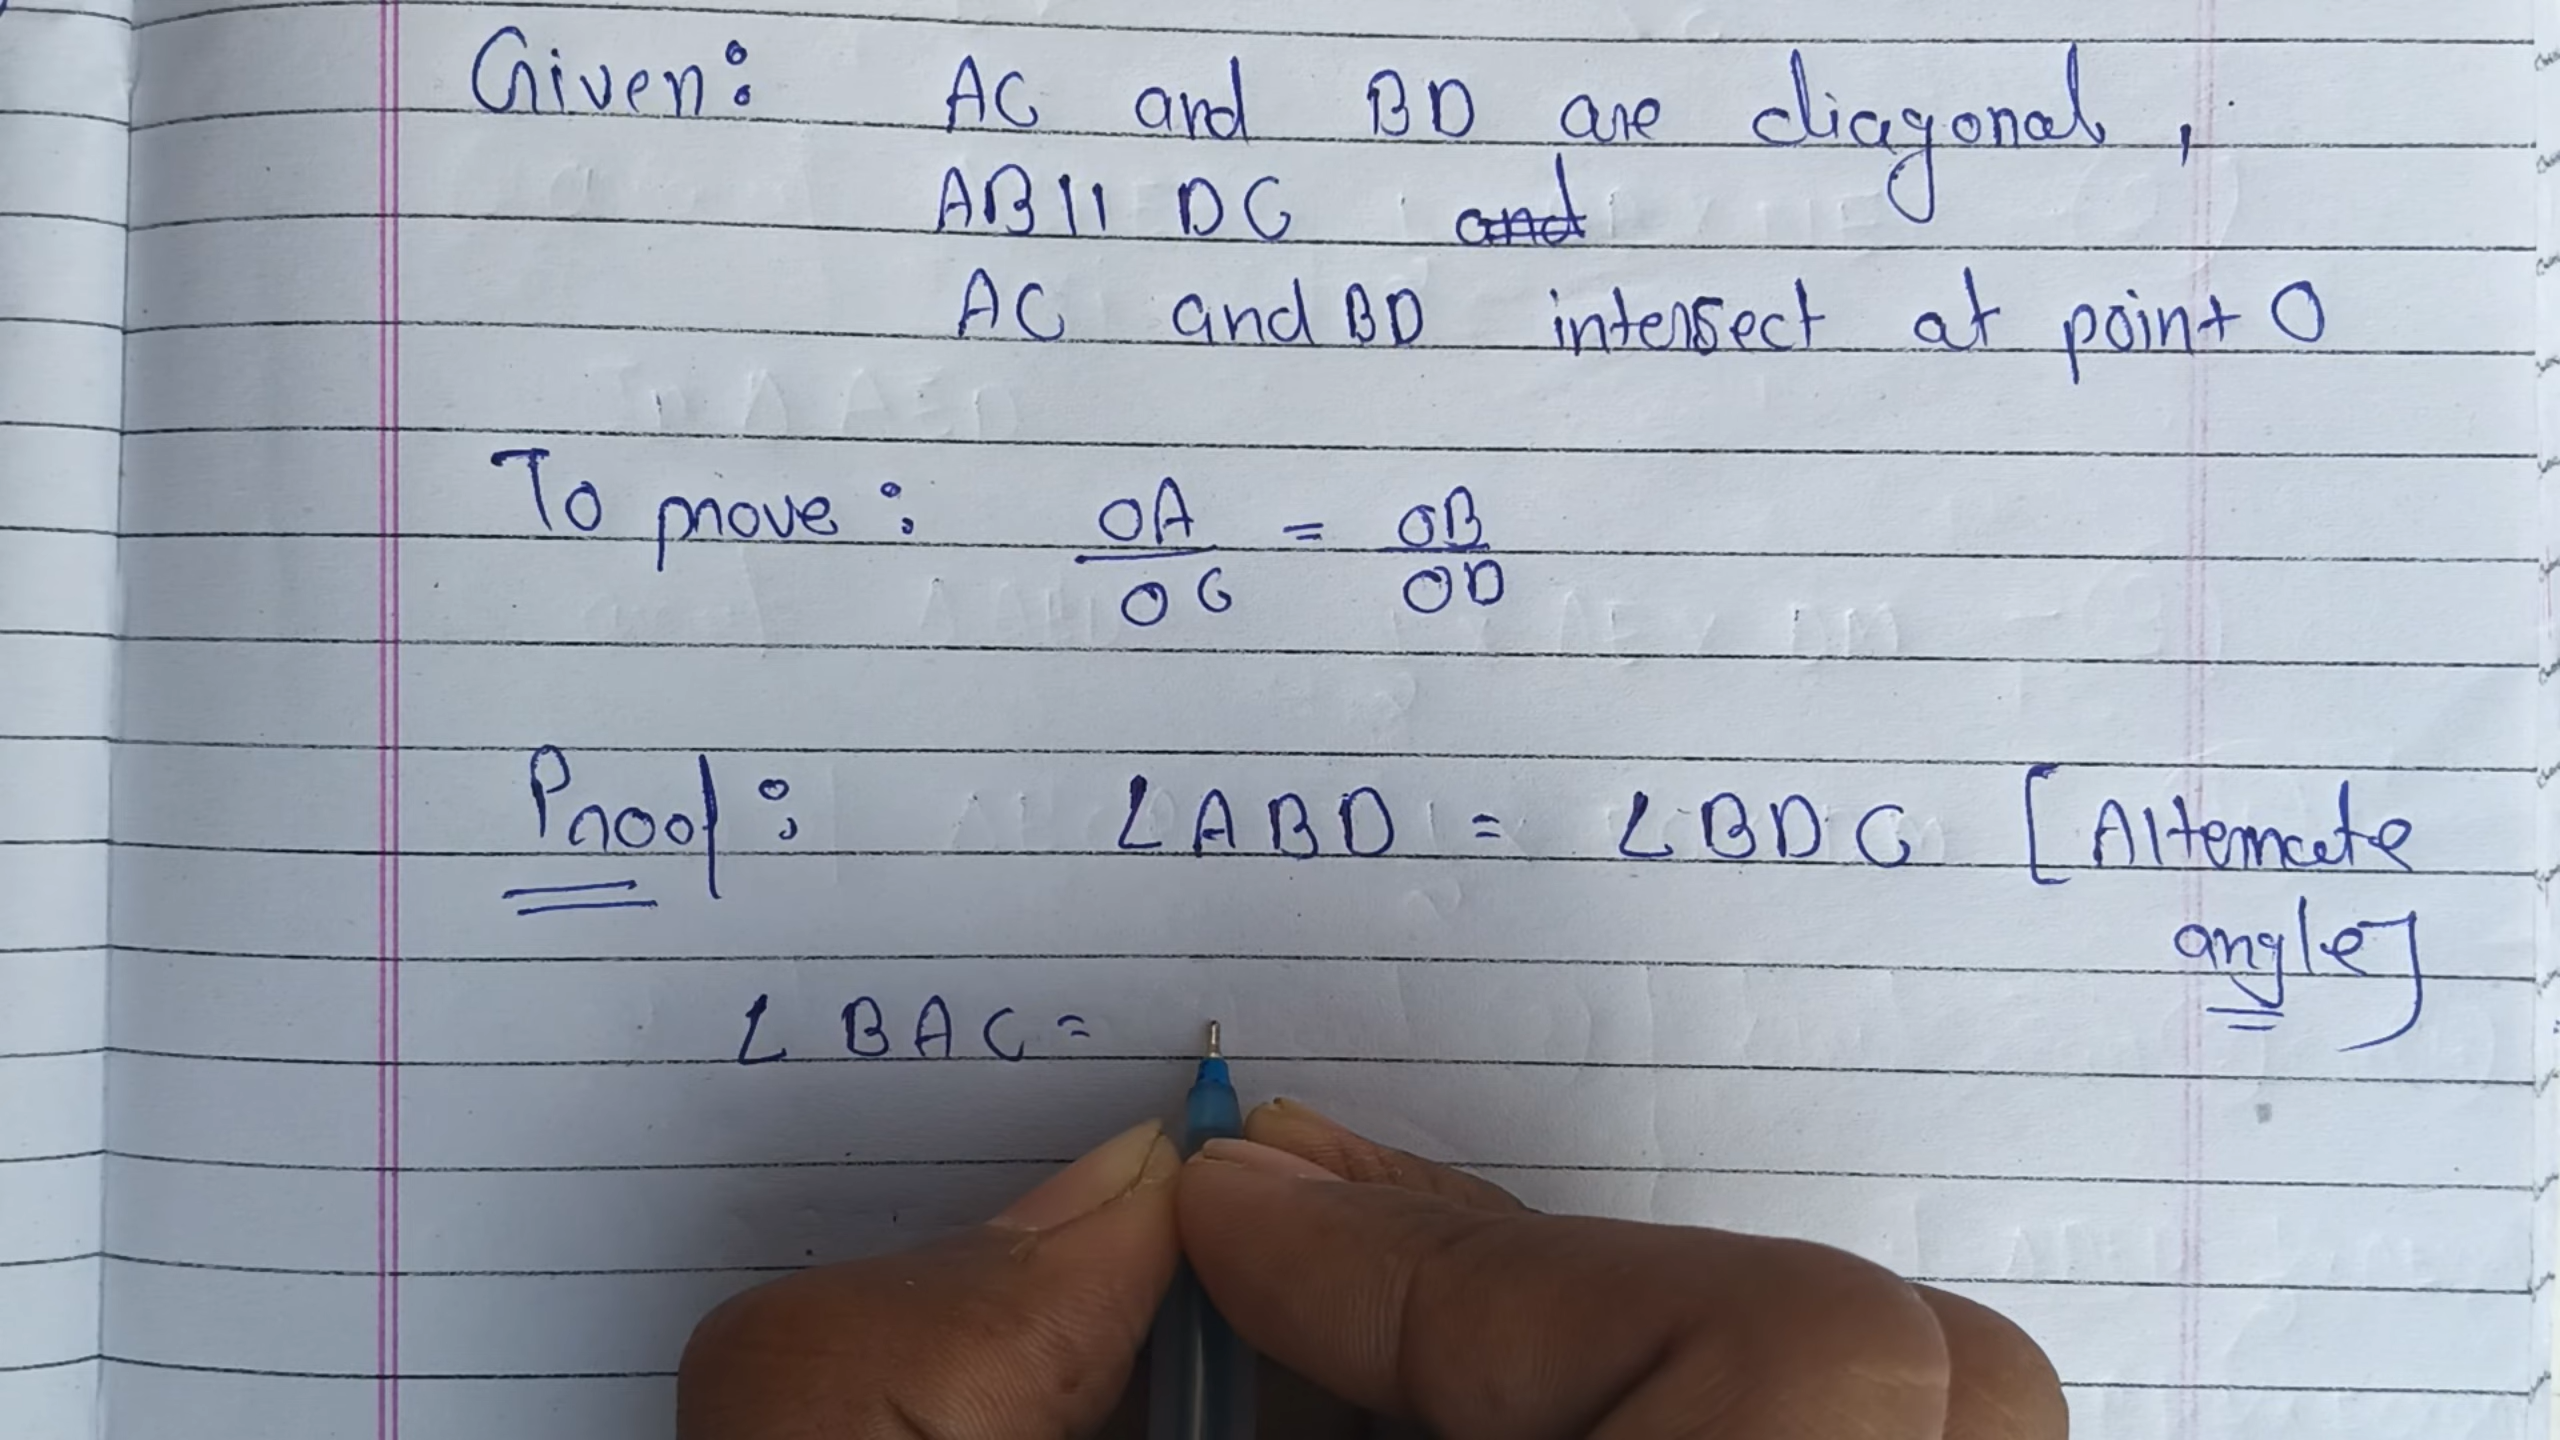 Given: AC and BD are diagonal,
AB || DC and
AC and BD intersect at point O
To prove: OA/OC = OB/OD
Proof: ∠ABD = ∠BDC [Alternate
angle]
∠BAC =